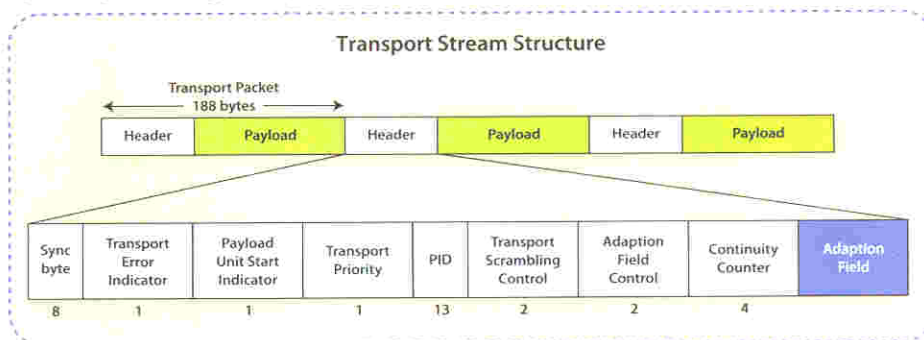 Transport Stream Structure
Transport Packet
188 bytes
Header Payload Header Payload Header Payload
Sync byte
Transport Error Indicator
Payload Unit Start Indicator
Transport Priority
PID
Transport Scrambling Control
Adaption Field Control
Continuity Counter
Adaption Field
8 1 1 1 13 2 2 4